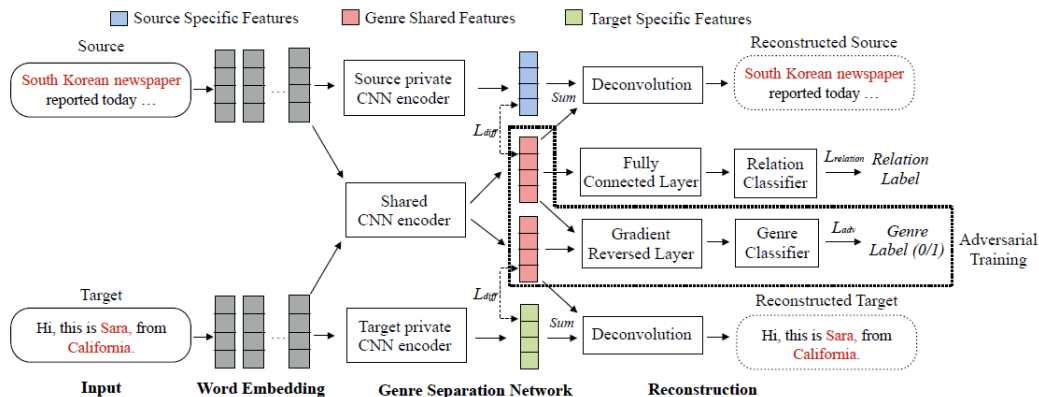 Source Specific Features
Genre Shared Features
Target Specific Features
Source
South Korean newspaper
reported today ...
...
Source private
CNN encoder
Sum
Deconvolution
Reconstructed Source
South Korean newspaper
reported today ...
L_diff
Shared
CNN encoder
Fully
Connected Layer
Relation
Classifier
L_relation
Relation
Label
Gradient
Reversed Layer
Genre
Classifier
L_adv
Genre
Label (0/1)
Adversarial
Training
Target
Hi, this is Sara, from
California.
...
Target private
CNN encoder
L_diff
Sum
Deconvolution
Reconstructed Target
Hi, this is Sara, from
California.
Input
Word Embedding
Genre Separation Network
Reconstruction